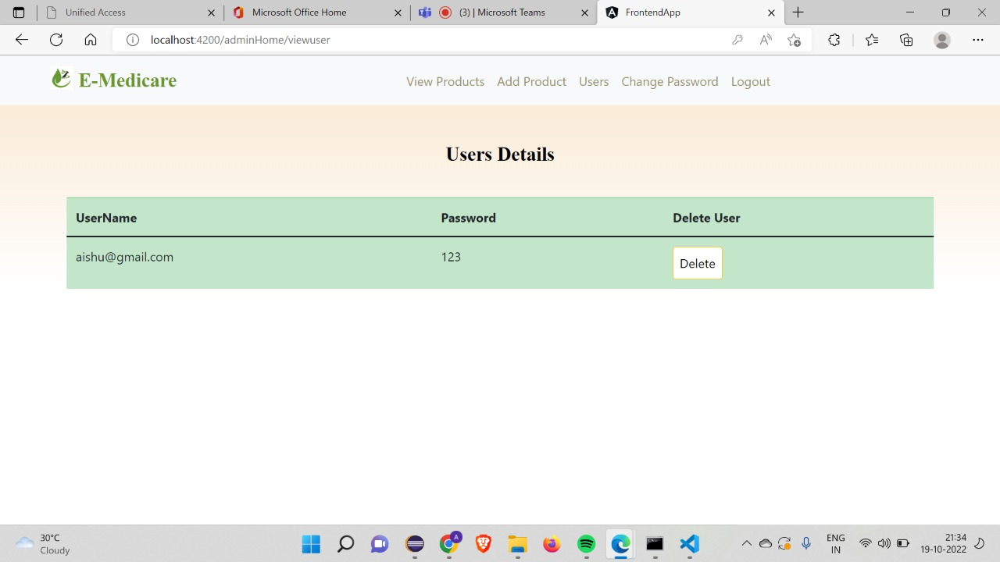 Unified Access
Microsoft Office Home
(3) | Microsoft Teams
FrontendApp
localhost:4200/adminHome/viewuser
E-Medicare
View Products Add Product Users Change Password Logout
Users Details
UserName Password Delete User
aishu@gmail.com 123 Delete
30°C
Cloudy
A
ENG
IN
21:34
19-10-2022